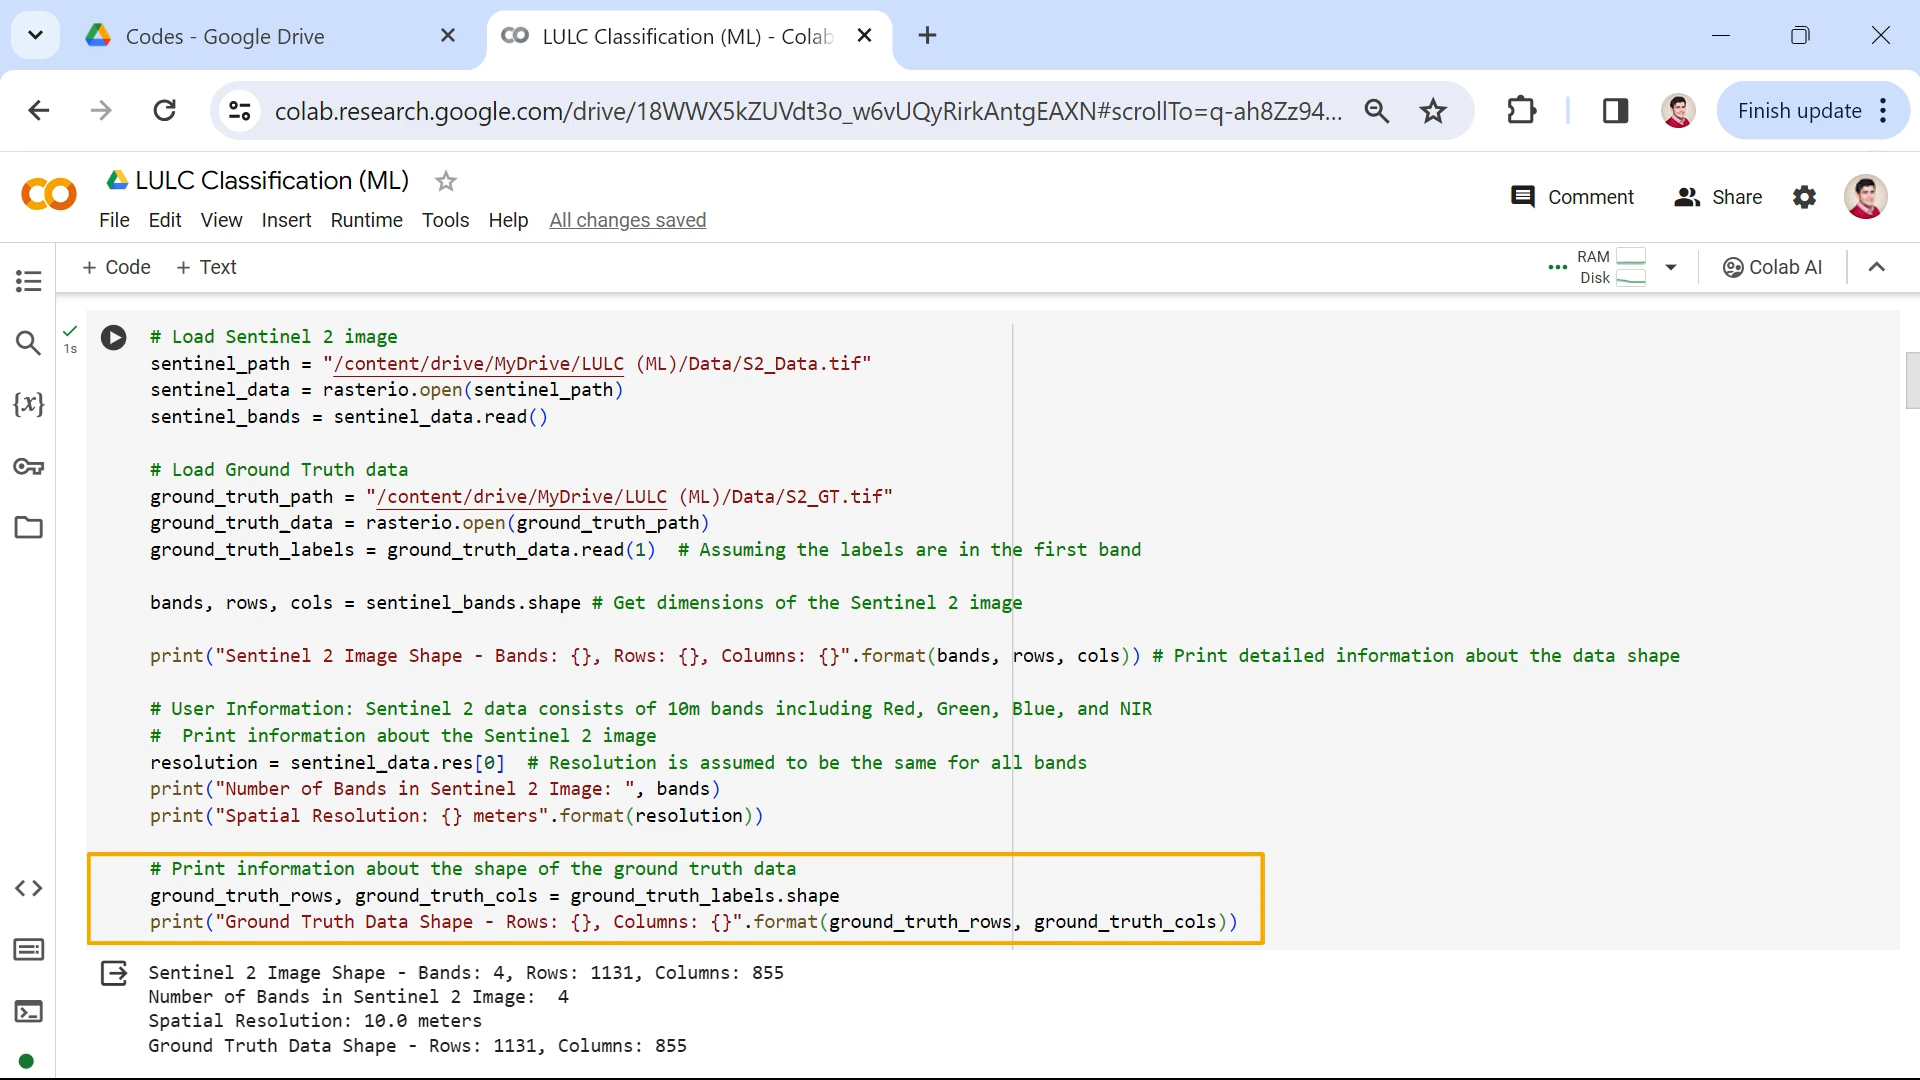 Codes - Google Drive
LULC Classification (ML) - Colab
colab.research.google.com/drive/18WWX5kZUVdt3o_w6vUQyRirkAntgEAXN#scrollTo=q-ah8Zz94...
Finish update
LULC Classification (ML)
Comment
Share
File Edit View Insert Runtime Tools Help All changes saved
+ Code + Text
RAM
Disk
Colab AI
1s
# Load Sentinel 2 image
sentinel_path = "/content/drive/MyDrive/LULC (ML)/Data/S2_Data.tif"
sentinel_data = rasterio.open(sentinel_path)
sentinel_bands = sentinel_data.read()
# Load Ground Truth data
ground_truth_path = "/content/drive/MyDrive/LULC (ML)/Data/S2_GT.tif"
ground_truth_data = rasterio.open(ground_truth_path)
ground_truth_labels = ground_truth_data.read(1)  # Assuming the labels are in the first band
bands, rows, cols = sentinel_bands.shape # Get dimensions of the Sentinel 2 image
print("Sentinel 2 Image Shape - Bands: {}, Rows: {}, Columns: {}".format(bands, rows, cols)) # Print detailed information about the data shape
# User Information: Sentinel 2 data consists of 10m bands including Red, Green, Blue, and NIR
#  Print information about the Sentinel 2 image
resolution = sentinel_data.res[0]  # Resolution is assumed to be the same for all bands
print("Number of Bands in Sentinel 2 Image: ", bands)
print("Spatial Resolution: {} meters".format(resolution))
# Print information about the shape of the ground truth data
ground_truth_rows, ground_truth_cols = ground_truth_labels.shape
print("Ground Truth Data Shape - Rows: {}, Columns: {}".format(ground_truth_rows, ground_truth_cols))
Sentinel 2 Image Shape - Bands: 4, Rows: 1131, Columns: 855
Number of Bands in Sentinel 2 Image:  4
Spatial Resolution: 10.0 meters
Ground Truth Data Shape - Rows: 1131, Columns: 855